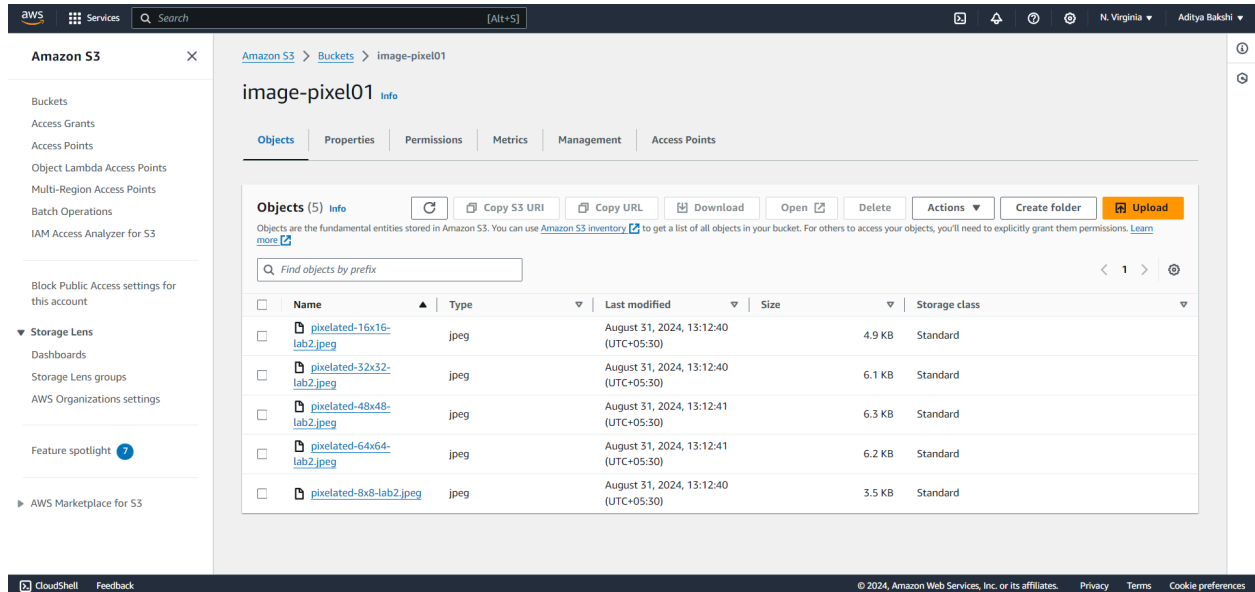 aws Services Search [Alt+S] N. Virginia Aditya Bakshi
Amazon S3
Buckets
Access Grants
Access Points
Object Lambda Access Points
Multi-Region Access Points
Batch Operations
IAM Access Analyzer for S3
Block Public Access settings for
this account
Storage Lens
Dashboards
Storage Lens groups
AWS Organizations settings
Feature spotlight 7
AWS Marketplace for S3
Amazon S3 > Buckets > image-pixel01
image-pixel01 Info
Objects Properties Permissions Metrics Management Access Points
Objects (5) Info Copy S3 URI Copy URL Download Open Delete Actions Create folder Upload
Objects are the fundamental entities stored in Amazon S3. You can use Amazon S3 inventory to get a list of all objects in your bucket. For others to access your objects, you'll need to explicitly grant them permissions. Learn
more
Find objects by prefix < 1 >
Name Type Last modified Size Storage class
pixelated-16x16-
lab2.jpeg jpeg August 31, 2024, 13:12:40
(UTC+05:30) 4.9 KB Standard
pixelated-32x32-
lab2.jpeg jpeg August 31, 2024, 13:12:40
(UTC+05:30) 6.1 KB Standard
pixelated-48x48-
lab2.jpeg jpeg August 31, 2024, 13:12:41
(UTC+05:30) 6.3 KB Standard
pixelated-64x64-
lab2.jpeg jpeg August 31, 2024, 13:12:41
(UTC+05:30) 6.2 KB Standard
pixelated-8x8-lab2.jpeg jpeg August 31, 2024, 13:12:40
(UTC+05:30) 3.5 KB Standard
CloudShell Feedback © 2024, Amazon Web Services, Inc. or its affiliates. Privacy Terms Cookie preferences